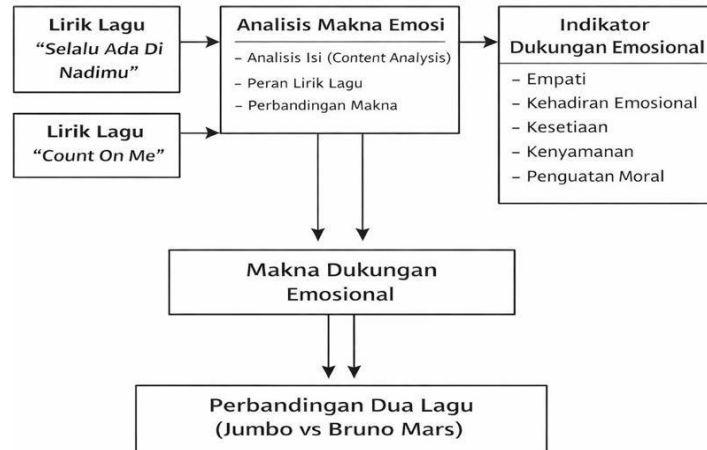 Lirik Lagu
“Selalu Ada Di
Nadimu”
Lirik Lagu
“Count On Me”
Analisis Makna Emosi
– Analisis Isi (Content Analysis)
– Peran Lirik Lagu
– Perbandingan Makna
Indikator
Dukungan Emosional
– Empati
– Kehadiran Emosional
– Kesetiaan
– Kenyamanan
– Penguatan Moral
Makna Dukungan
Emosional
Perbandingan Dua Lagu
(Jumbo vs Bruno Mars)